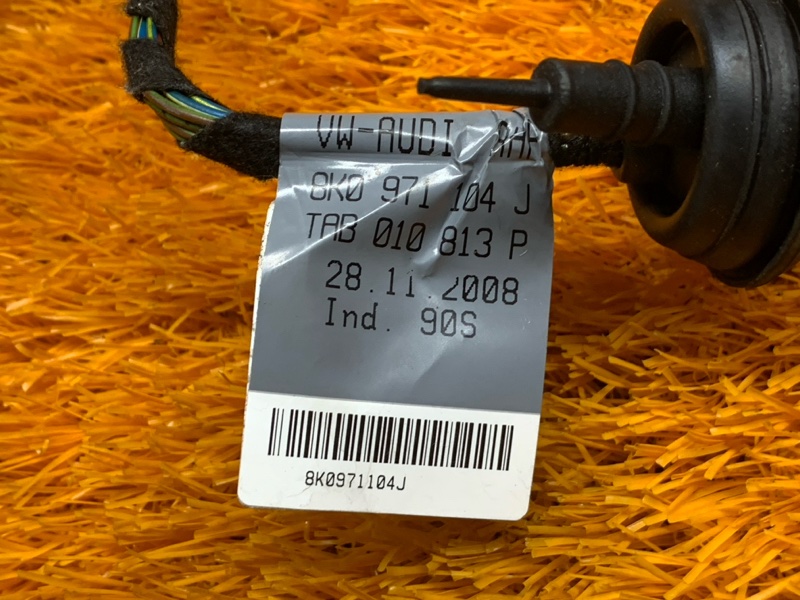 VW-AUDI
8K0 971 104 J
TAB 010 813 P
28.11.2008
Ind. 90S
8K0971104J